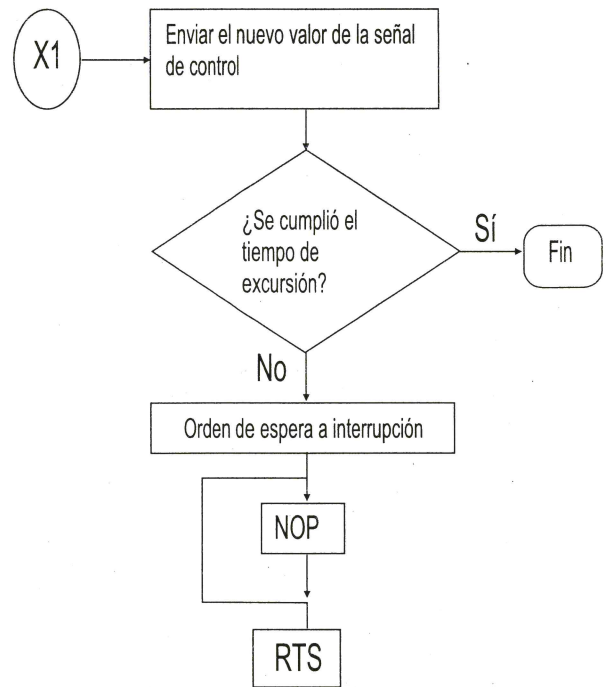 X1
Enviar el nuevo valor de la señal
de control
¿Se cumplió el
tiempo de
excursión?
Sí
Fin
No
Orden de espera a interrupción
NOP
RTS